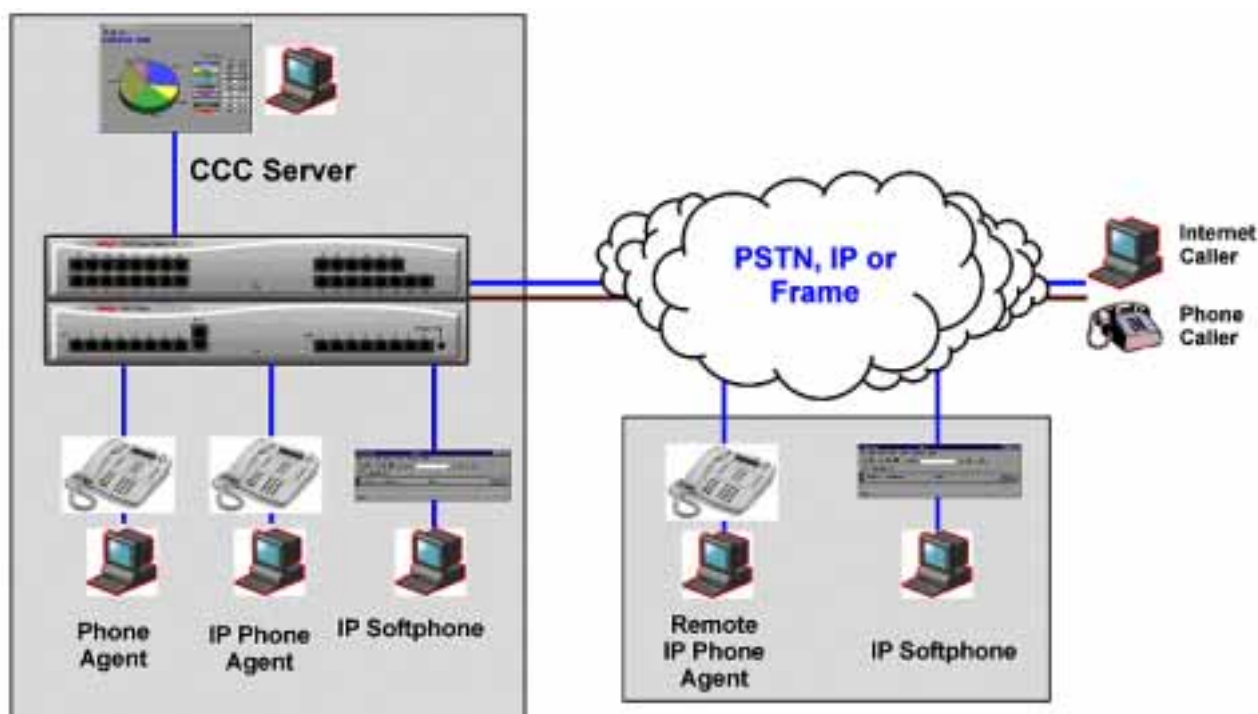 CCC Server
PSTN, IP or
Frame
Internet
Caller
Phone
Caller
Phone
Agent
IP Phone
Agent
IP Softphone
Remote
IP Phone
Agent
IP Softphone